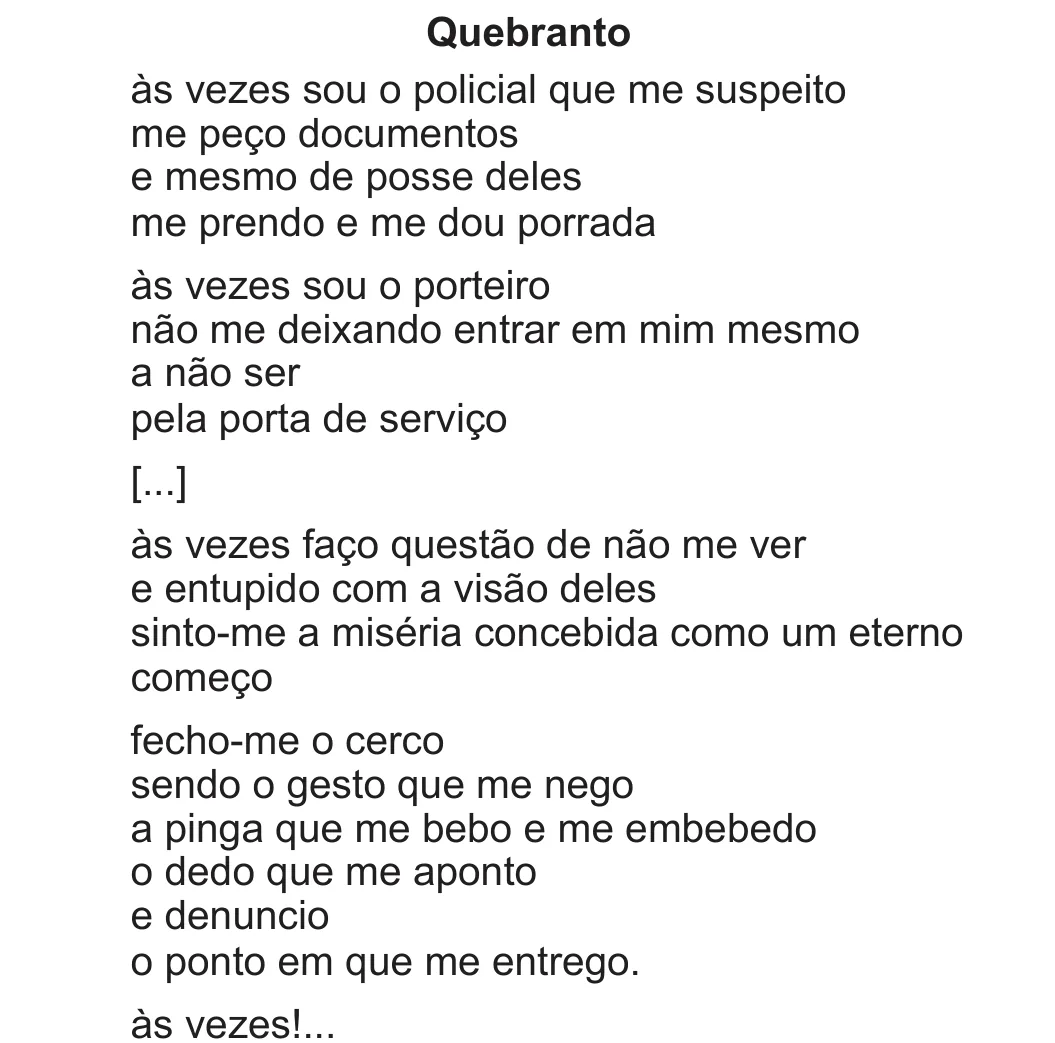 Quebranto
às vezes sou o policial que me suspeito
me peço documentos
e mesmo de posse deles
me prendo e me dou porrada
às vezes sou o porteiro
não me deixando entrar em mim mesmo
a não ser
pela porta de serviço
[...]
às vezes faço questão de não me ver
e entupido com a visão deles
sinto-me a miséria concebida como um eterno
começo
fecho-me o cerco
sendo o gesto que me nego
a pinga que me bebo e me embebedo
o dedo que me aponto
e denuncio
o ponto em que me entrego.
às vezes!...